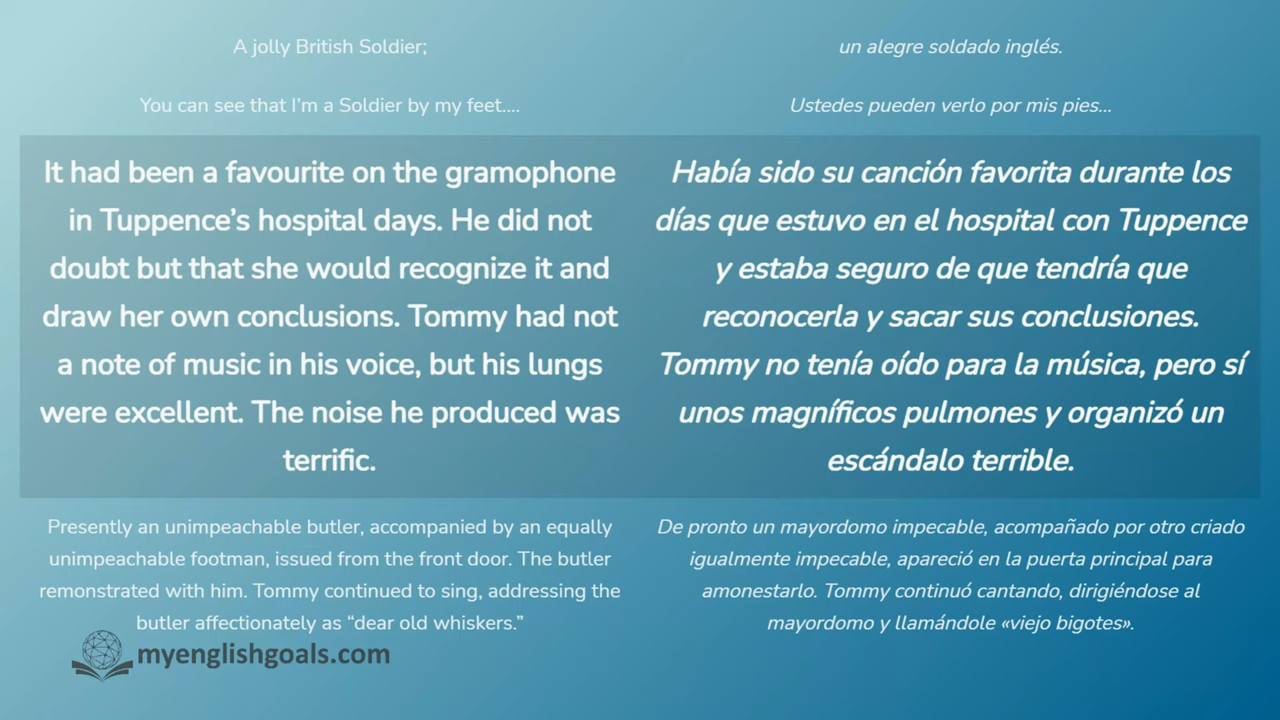 A jolly British Soldier;
You can see that I'm a Soldier by my feet....
It had been a favourite on the gramophone
in Tuppence’s hospital days. He did not
doubt but that she would recognize it and
draw her own conclusions. Tommy had not
a note of music in his voice, but his lungs
were excellent. The noise he produced was
terrific.
Presently an unimpeachable butler, accompanied by an equally
unimpeachable footman, issued from the front door. The butler
remonstrated with him. Tommy continued to sing, addressing the
butler affectionately as “dear old whiskers.”
un alegre soldado inglés.
Ustedes pueden verlo por mis pies...
Había sido su canción favorita durante los
días que estuvo en el hospital con Tuppence
y estaba seguro de que tendría que
reconocerla y sacar sus conclusiones.
Tommy no tenía oído para la música, pero sí
unos magníficos pulmones y organizó un
escándalo terrible.
De pronto un mayordomo impecable, acompañado por otro criado
igualmente impecable, apareció en la puerta principal para
amonestarlo. Tommy continuó cantando, dirigiéndose al
mayordomo y llamándole «viejo bigotes».
myenglishgoals.com